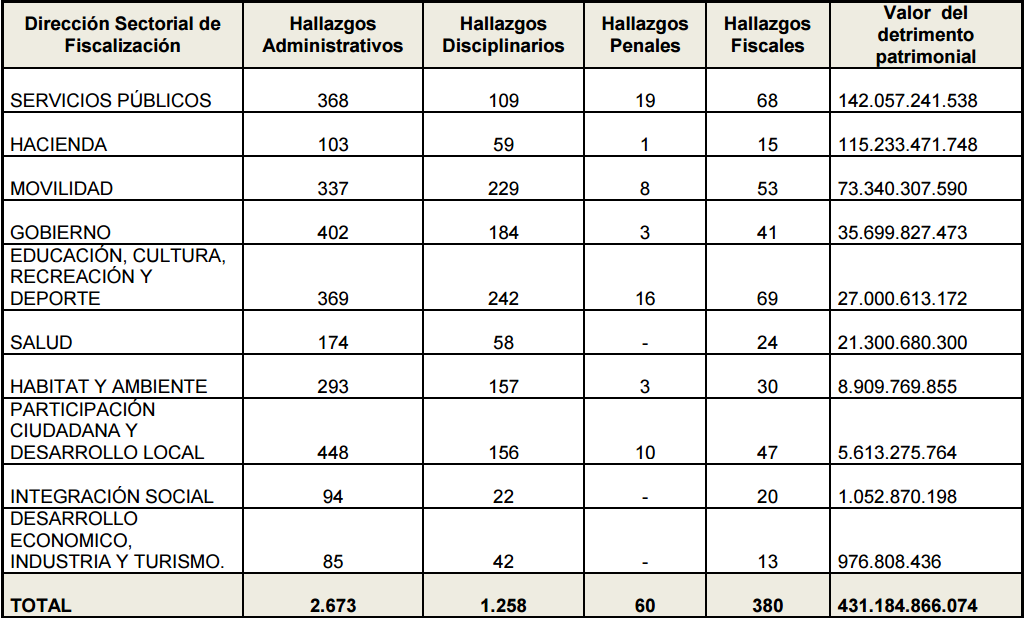 Dirección Sectorial de Fiscalización | Hallazgos Administrativos | Hallazgos Disciplinarios | Hallazgos Penales | Hallazgos Fiscales | Valor del detrimento patrimonial
SERVICIOS PÚBLICOS | 368 | 109 | 19 | 68 | 142.057.241.538
HACIENDA | 103 | 59 | 1 | 15 | 115.233.471.748
MOVILIDAD | 337 | 229 | 8 | 53 | 73.340.307.590
GOBIERNO | 402 | 184 | 3 | 41 | 35.699.827.473
EDUCACIÓN, CULTURA, RECREACIÓN Y DEPORTE | 369 | 242 | 16 | 69 | 27.000.613.172
SALUD | 174 | 58 | - | 24 | 21.300.680.300
HABITAT Y AMBIENTE | 293 | 157 | 3 | 30 | 8.909.769.855
PARTICIPACIÓN CIUDADANA Y DESARROLLO LOCAL | 448 | 156 | 10 | 47 | 5.613.275.764
INTEGRACIÓN SOCIAL | 94 | 22 | - | 20 | 1.052.870.198
DESARROLLO ECONOMICO, INDUSTRIA Y TURISMO. | 85 | 42 | - | 13 | 976.808.436
TOTAL | 2.673 | 1.258 | 60 | 380 | 431.184.866.074